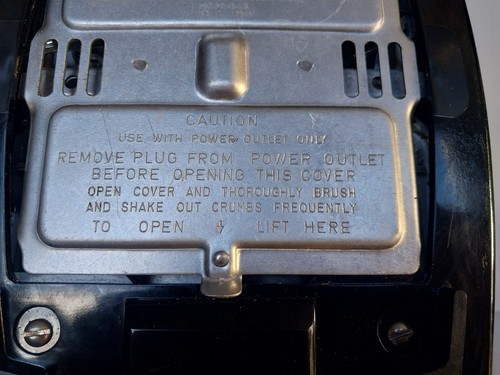 CAUTION
USE WITH POWER OUTLET ONLY
REMOVE PLUG FROM POWER OUTLET
BEFORE OPENING THIS COVER
OPEN COVER AND THOROUGHLY BRUSH
AND SHAKE OUT CRUMBS FREQUENTLY
TO OPEN LIFT HERE